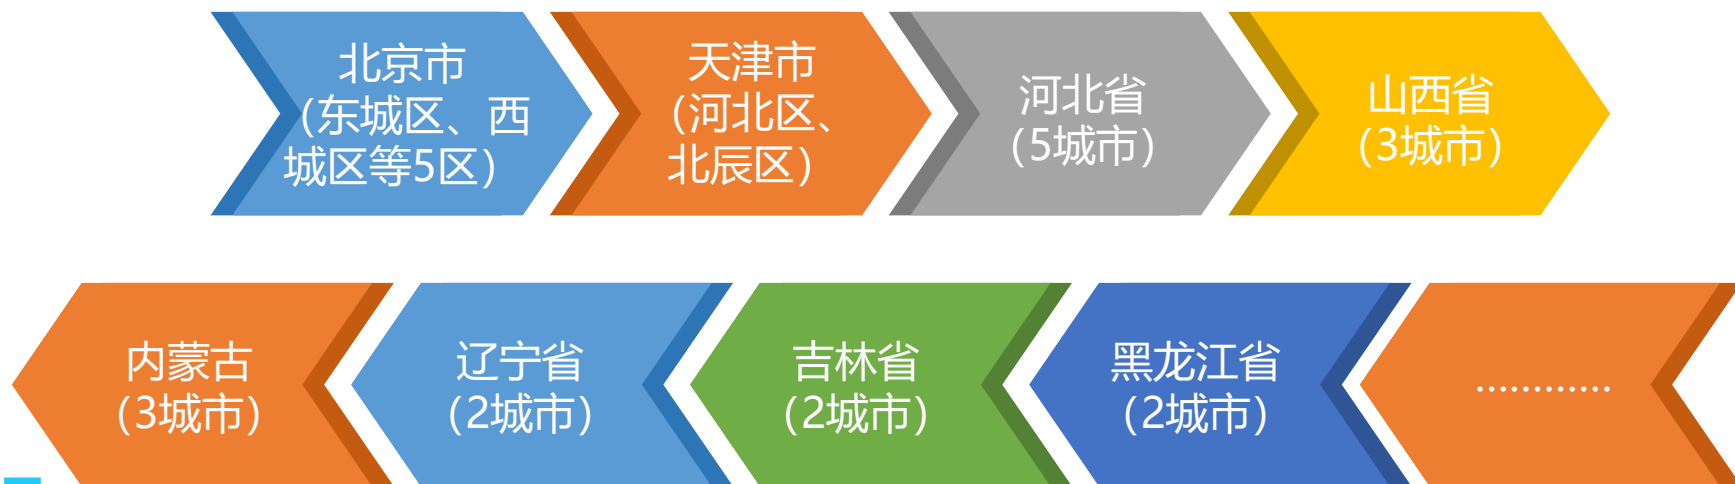 北京市
（东城区、西
城区等5区）
天津市
（河北区、
北辰区）
河北省
（5城市）
山西省
（3城市）
内蒙古
（3城市）
辽宁省
（2城市）
吉林省
（2城市）
黑龙江省
（2城市）
…………